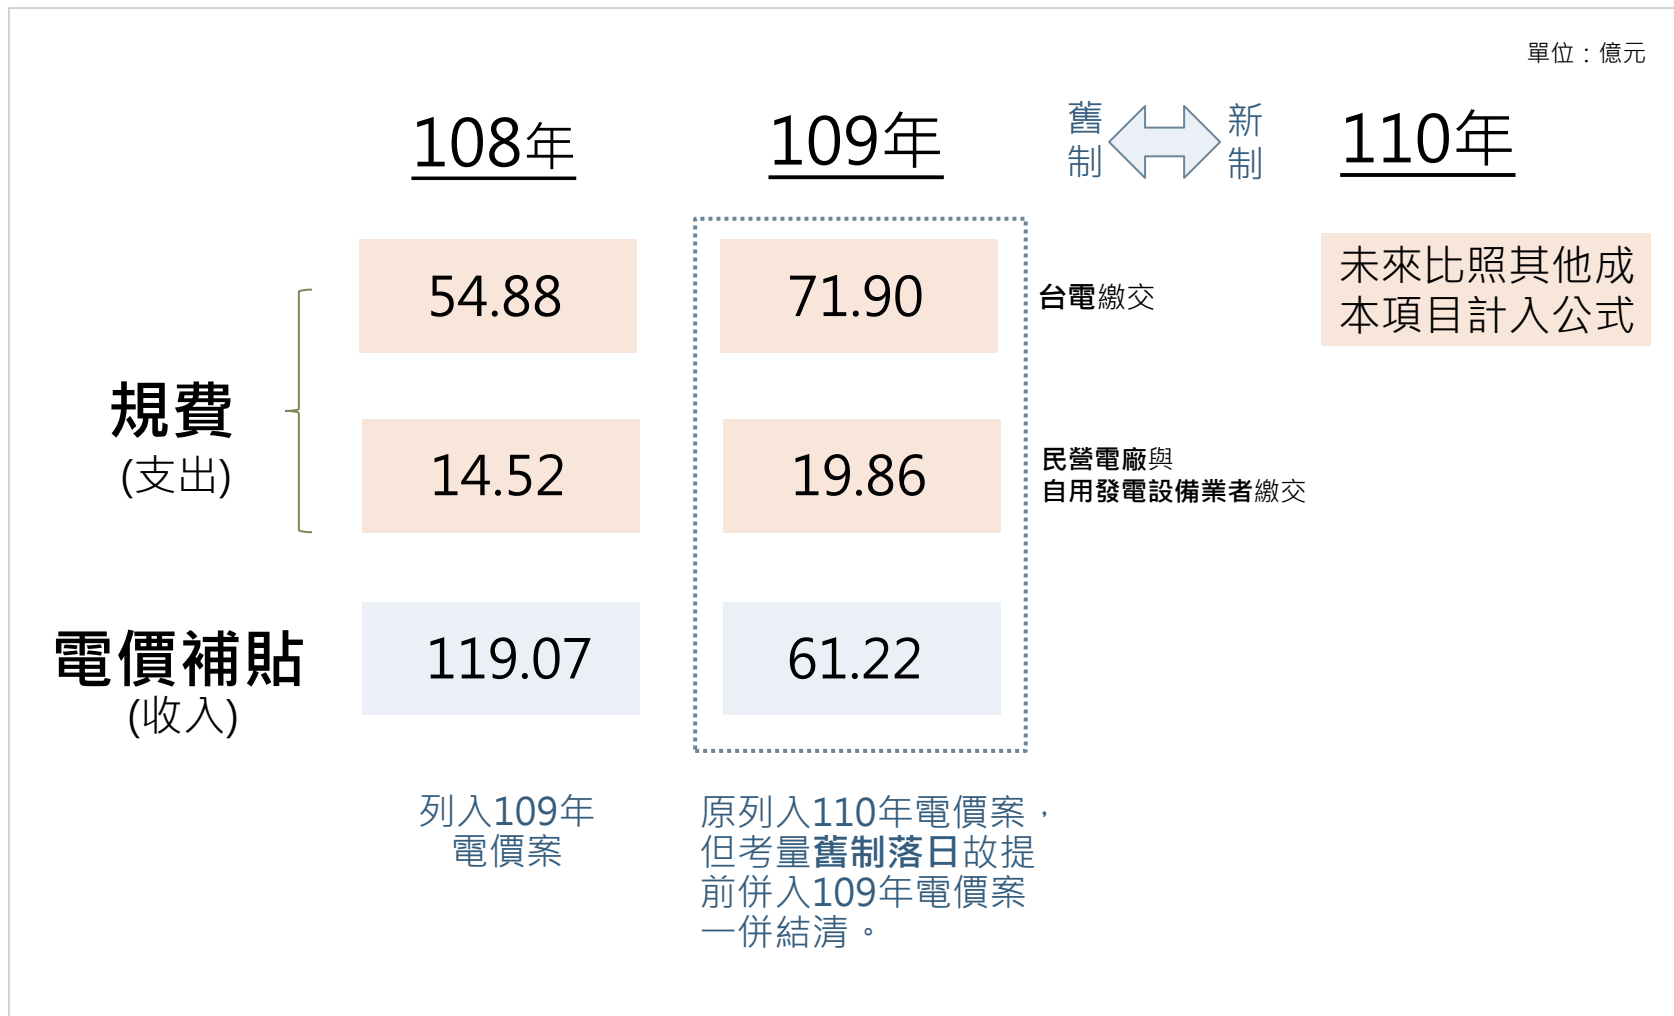 單位：億元
108年
109年
舊制
新制
110年
54.88
71.90
台電繳交
未來比照其他成
本項目計入公式
規費
(支出)
14.52
19.86
民營電廠與
自用發電設備業者繳交
電價補貼
(收入)
119.07
61.22
列入109年
電價案
原列入110年電價案，
但考量舊制落日故提
前併入109年電價案
一併結清。